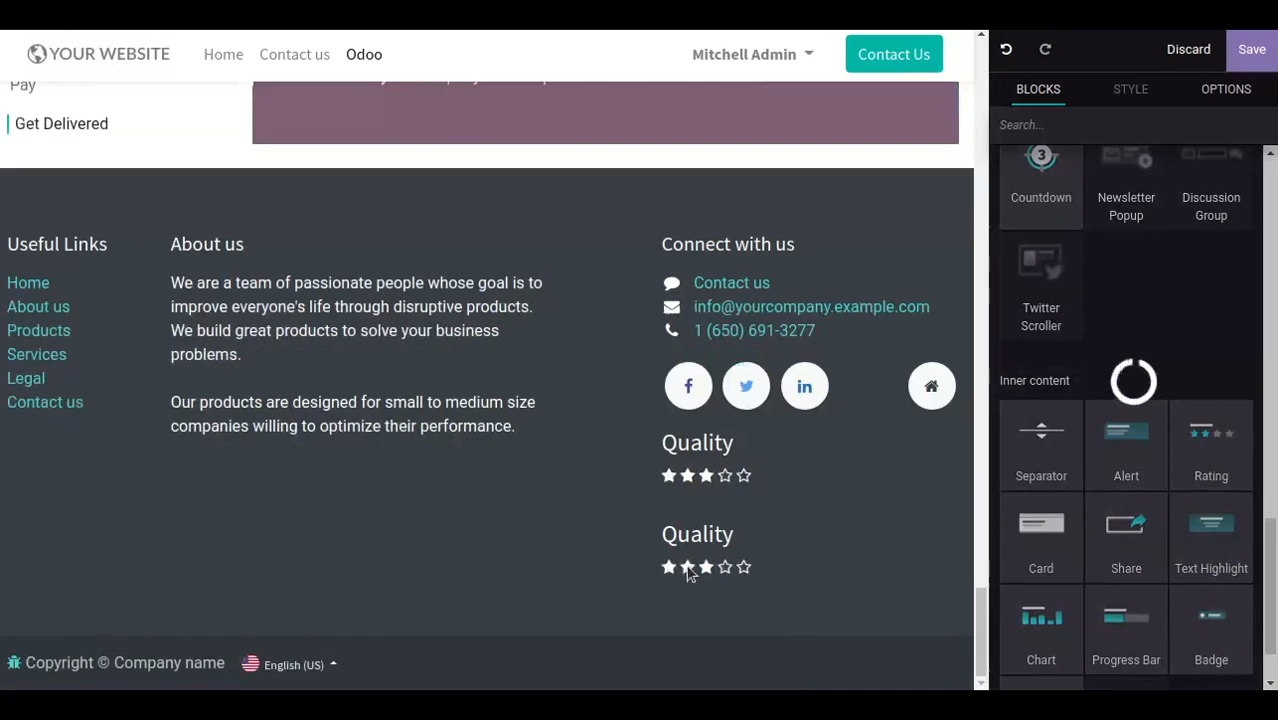 YOUR WEBSITE
Home
Contact us
Odoo
Mitchell Admin
Contact Us
Discard
Save
BLOCKS
STYLE
OPTIONS
Search...
Pay
Get Delivered
3
Countdown
Newsletter
Popup
Discussion
Group
Twitter
Scroller
Useful Links
Home
About us
Products
Services
Legal
Contact us
About us
We are a team of passionate people whose goal is to
improve everyone's life through disruptive products.
We build great products to solve your business
problems.
Our products are designed for small to medium size
companies willing to optimize their performance.
Connect with us
Contact us
info@yourcompany.example.com
1 (650) 691-3277
Quality
Quality
Inner content
Separator
Alert
Rating
Card
Share
Text Highlight
Chart
Progress Bar
Badge
Copyright © Company name
English (US)